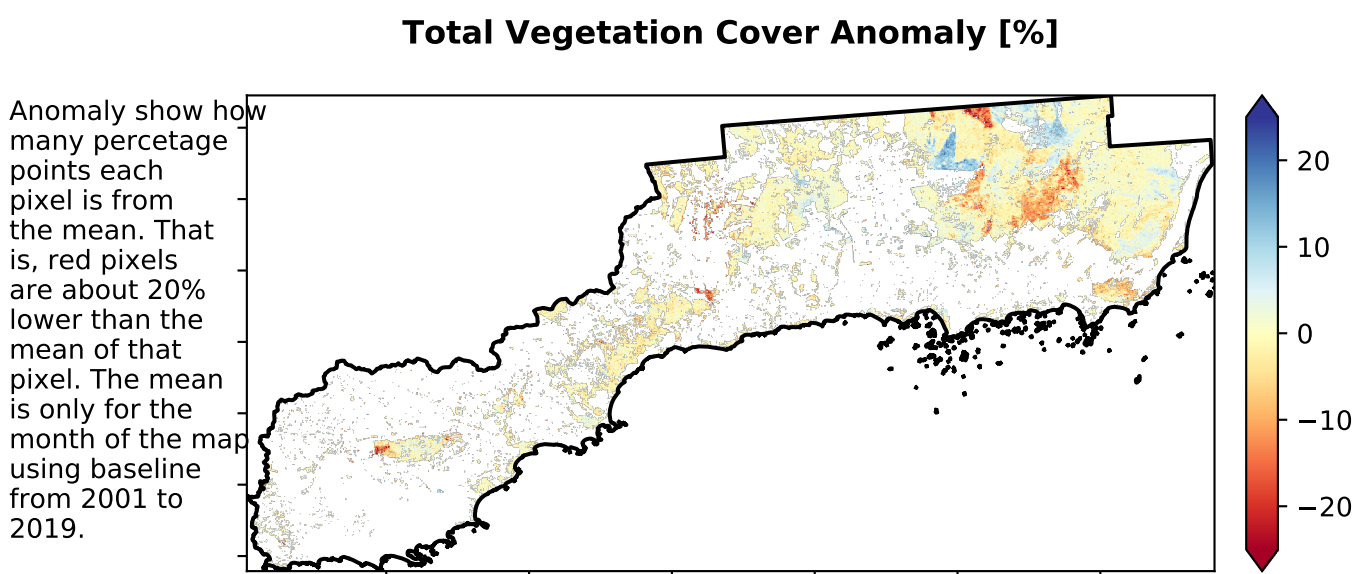 Total Vegetation Cover Anomaly [%]
Anomaly show how
many percetage
points each
pixel is from
the mean. That
is, red pixels
are about 20%
lower than the
mean of that
pixel. The mean
is only for the
month of the map
using baseline
from 2001 to
2019.
20
10
0
−10
−20